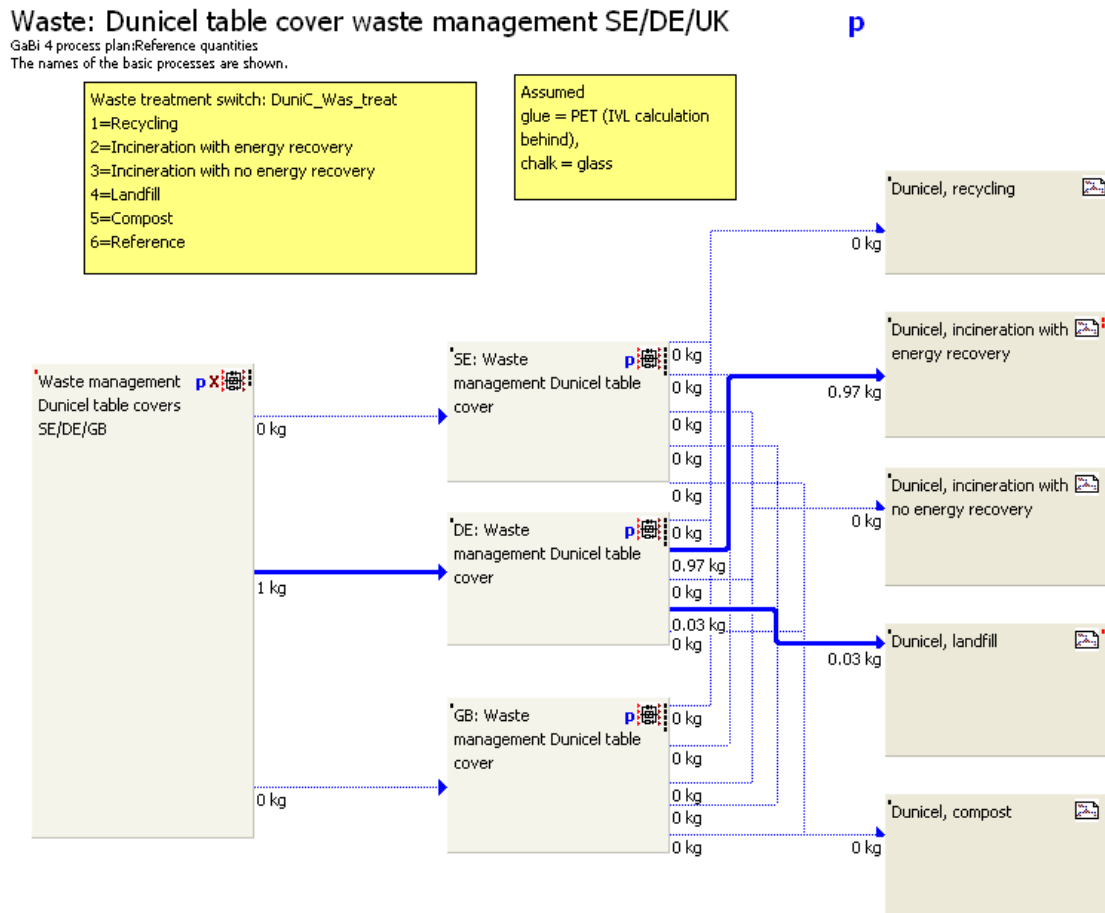 Waste: Dunicel table cover waste management SE/DE/UK p
GaBi 4 process plan:Reference quantities
The names of the basic processes are shown.
Waste treatment switch: DuniC_Was_treat
1=Recycling
2=Incineration with energy recovery
3=Incineration with no energy recovery
4=Landfill
5=Compost
6=Reference
Assumed
glue = PET (IVL calculation
behind),
chalk = glass
Waste management p X
Dunicel table covers
SE/DE/GB
0 kg
1 kg
0 kg
SE: Waste p
management Dunicel table
cover
0 kg
0 kg
0 kg
0 kg
0 kg
DE: Waste p
management Dunicel table
cover
0 kg
0.97 kg
0 kg
0.03 kg
0 kg
GB: Waste p
management Dunicel table
cover
0 kg
0 kg
0 kg
0 kg
0 kg
Dunicel, recycling
0 kg
Dunicel, incineration with
energy recovery
0.97 kg
Dunicel, incineration with
no energy recovery
0 kg
Dunicel, landfill
0.03 kg
Dunicel, compost
0 kg